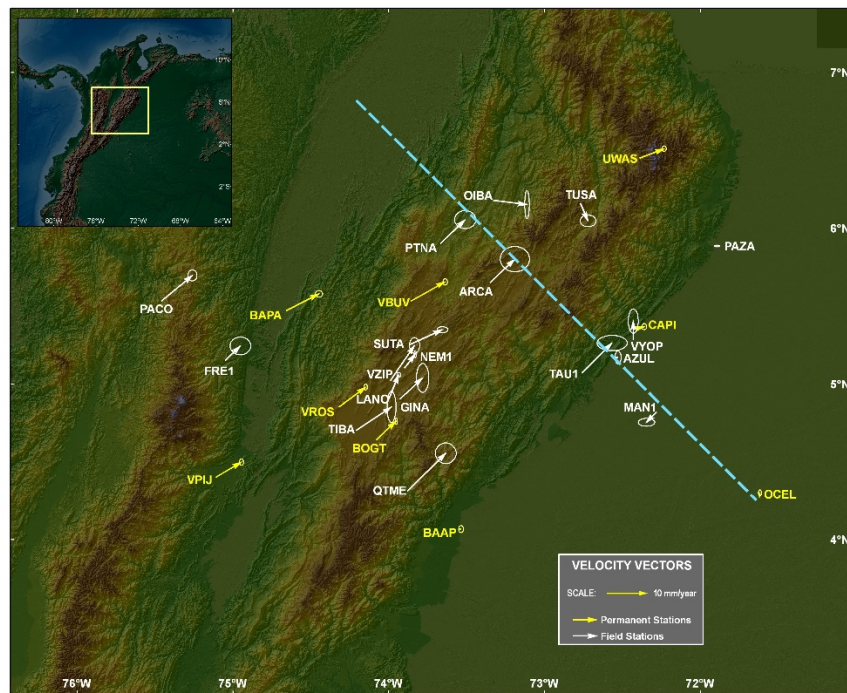 10°N
6°N
2°N
2°S
80°W
76°W
72°W
68°W
64°W
7°N
6°N
5°N
4°N
UWAS
OIBA
TUSA
PTNA
PAZA
ARCA
PACO
BAPA
VBUV
CAPI
SUTA
VYOP
FRE1
NEM1
AZUL
VZIP
TAU1
LANC
VROS
GINA
MAN1
TIBA
BOGT
VPIJ
QTME
OCEL
BAAP
VELOCITY VECTORS
SCALE: 10 mm/year
Permanent Stations
Field Stations
76°W
75°W
74°W
73°W
72°W